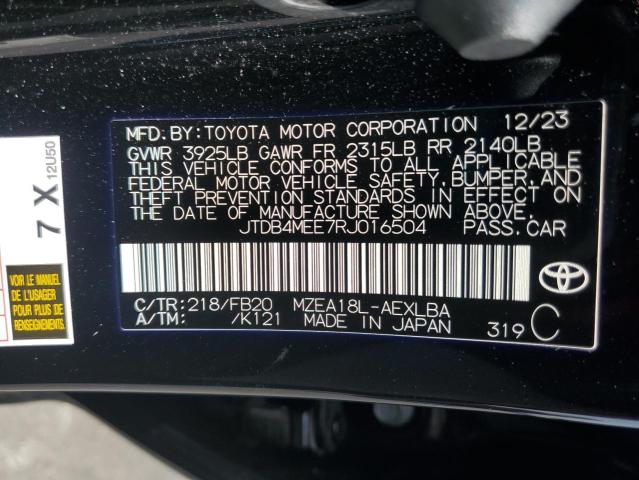 MFD. BY: TOYOTA MOTOR CORPORATION 12/23
GVWR 3925LB GAWR FR 2315LB RR 2140LB
THIS VEHICLE CONFORMS TO ALL APPLICABLE
FEDERAL MOTOR VEHICLE SAFETY, BUMPER, AND
THEFT PREVENTION STANDARDS IN EFFECT ON
THE DATE OF MANUFACTURE SHOWN ABOVE.
JTDB4MEE7RJ016504 PASS.CAR
C/TR: 218/FB20 MZEA18L-AEXLBA
A/TM: /K121 MADE IN JAPAN 319 C
7 X
12U50
VOIR LE MANUEL
DE L'USAGER
POUR PLUS DE
RENSEIGNEMENTS